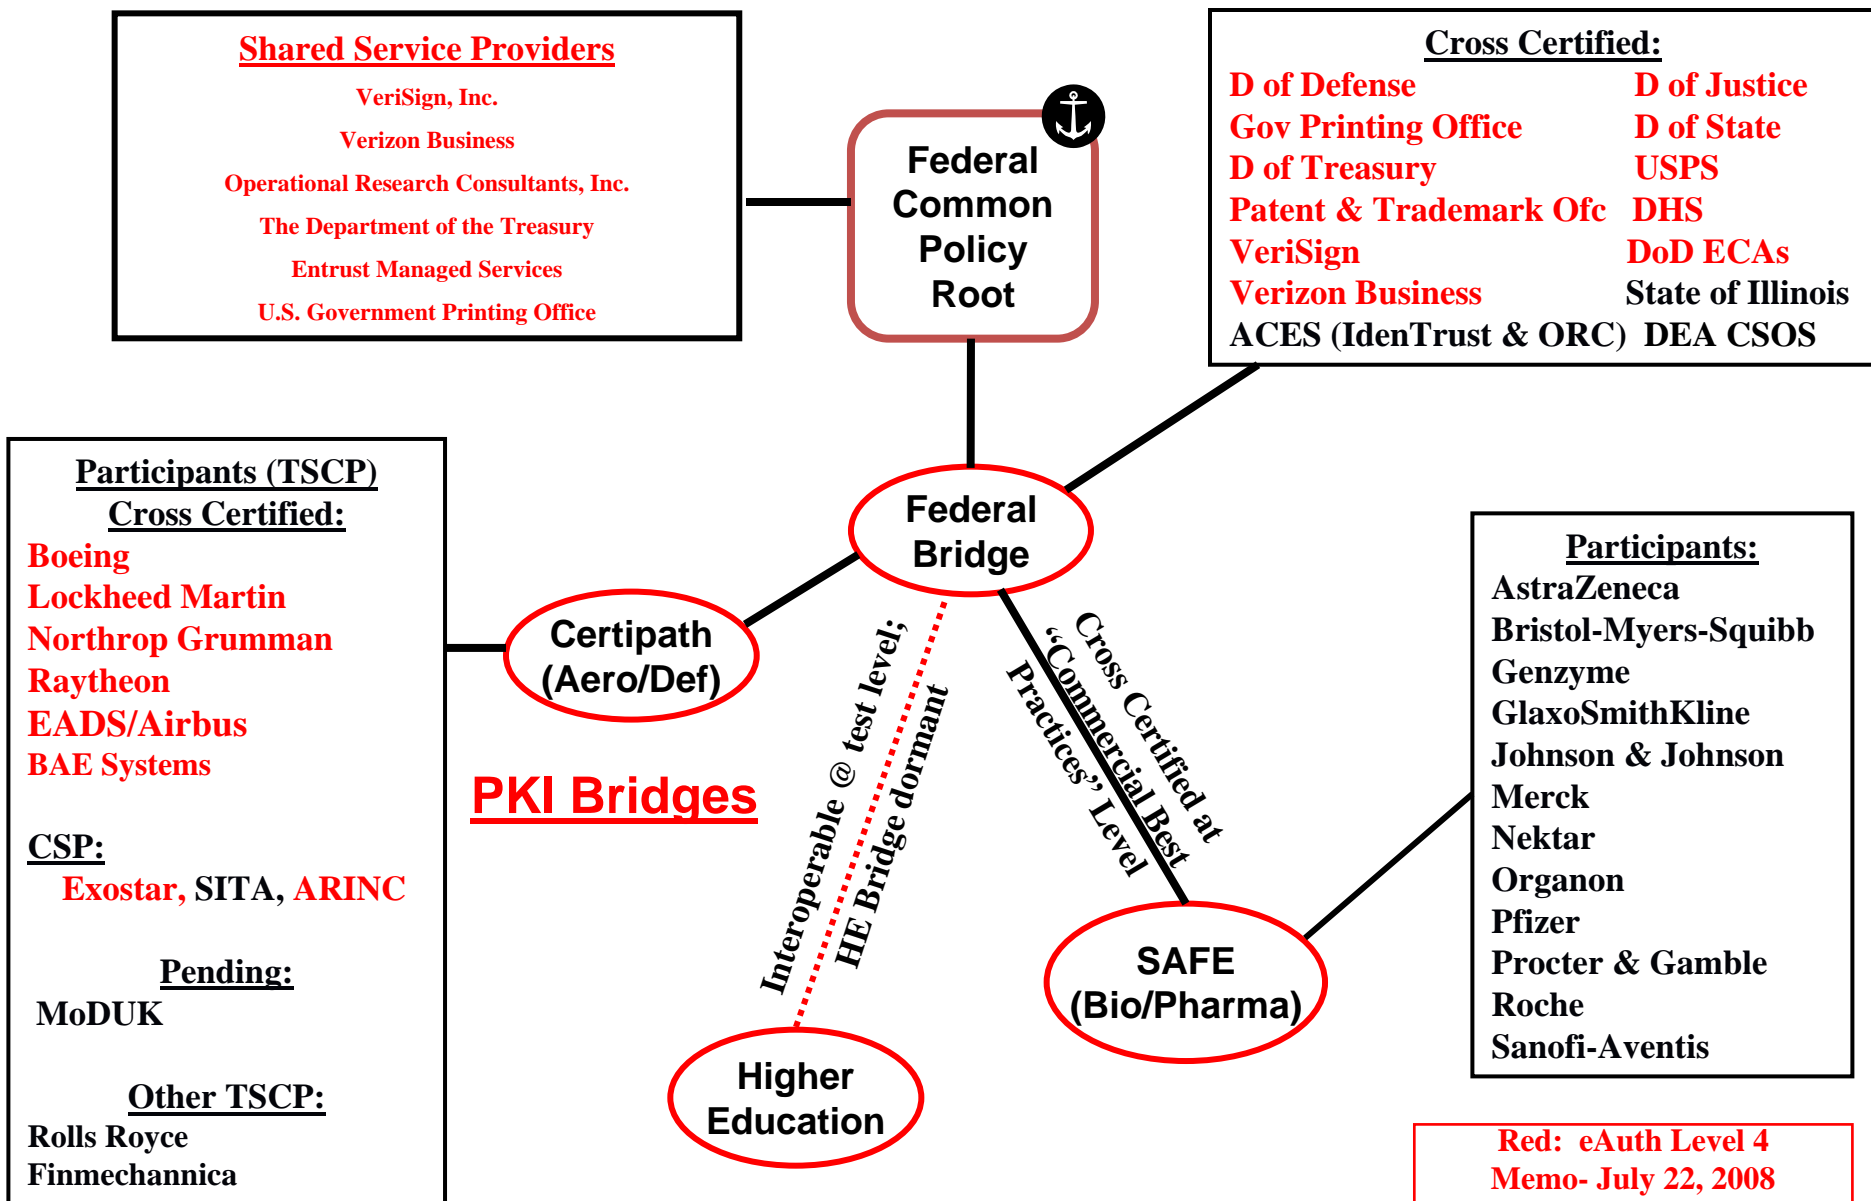 Shared Service Providers
VeriSign, Inc.
Verizon Business
Operational Research Consultants, Inc.
The Department of the Treasury
Entrust Managed Services
U.S. Government Printing Office
Federal
Common
Policy
Root
Cross Certified:
D of Defense D of Justice
Gov Printing Office D of State
D of Treasury USPS
Patent & Trademark Ofc DHS
VeriSign DoD ECAs
Verizon Business State of Illinois
ACES (IdenTrust & ORC) DEA CSOS
Participants (TSCP)
Cross Certified:
Boeing
Lockheed Martin
Northrop Grumman
Raytheon
EADS/Airbus
BAE Systems
CSP:
Exostar, SITA, ARINC
Pending:
MoDUK
Other TSCP:
Rolls Royce
Finmechannica
Federal
Bridge
Certipath
(Aero/Def)
PKI Bridges
Interoperable @ test level;
HE Bridge dormant
Cross Certified at
“Commercial Best
Practices” Level
Higher
Education
SAFE
(Bio/Pharma)
Participants:
AstraZeneca
Bristol-Myers-Squibb
Genzyme
GlaxoSmithKline
Johnson & Johnson
Merck
Nektar
Organon
Pfizer
Procter & Gamble
Roche
Sanofi-Aventis
Red: eAuth Level 4
Memo- July 22, 2008